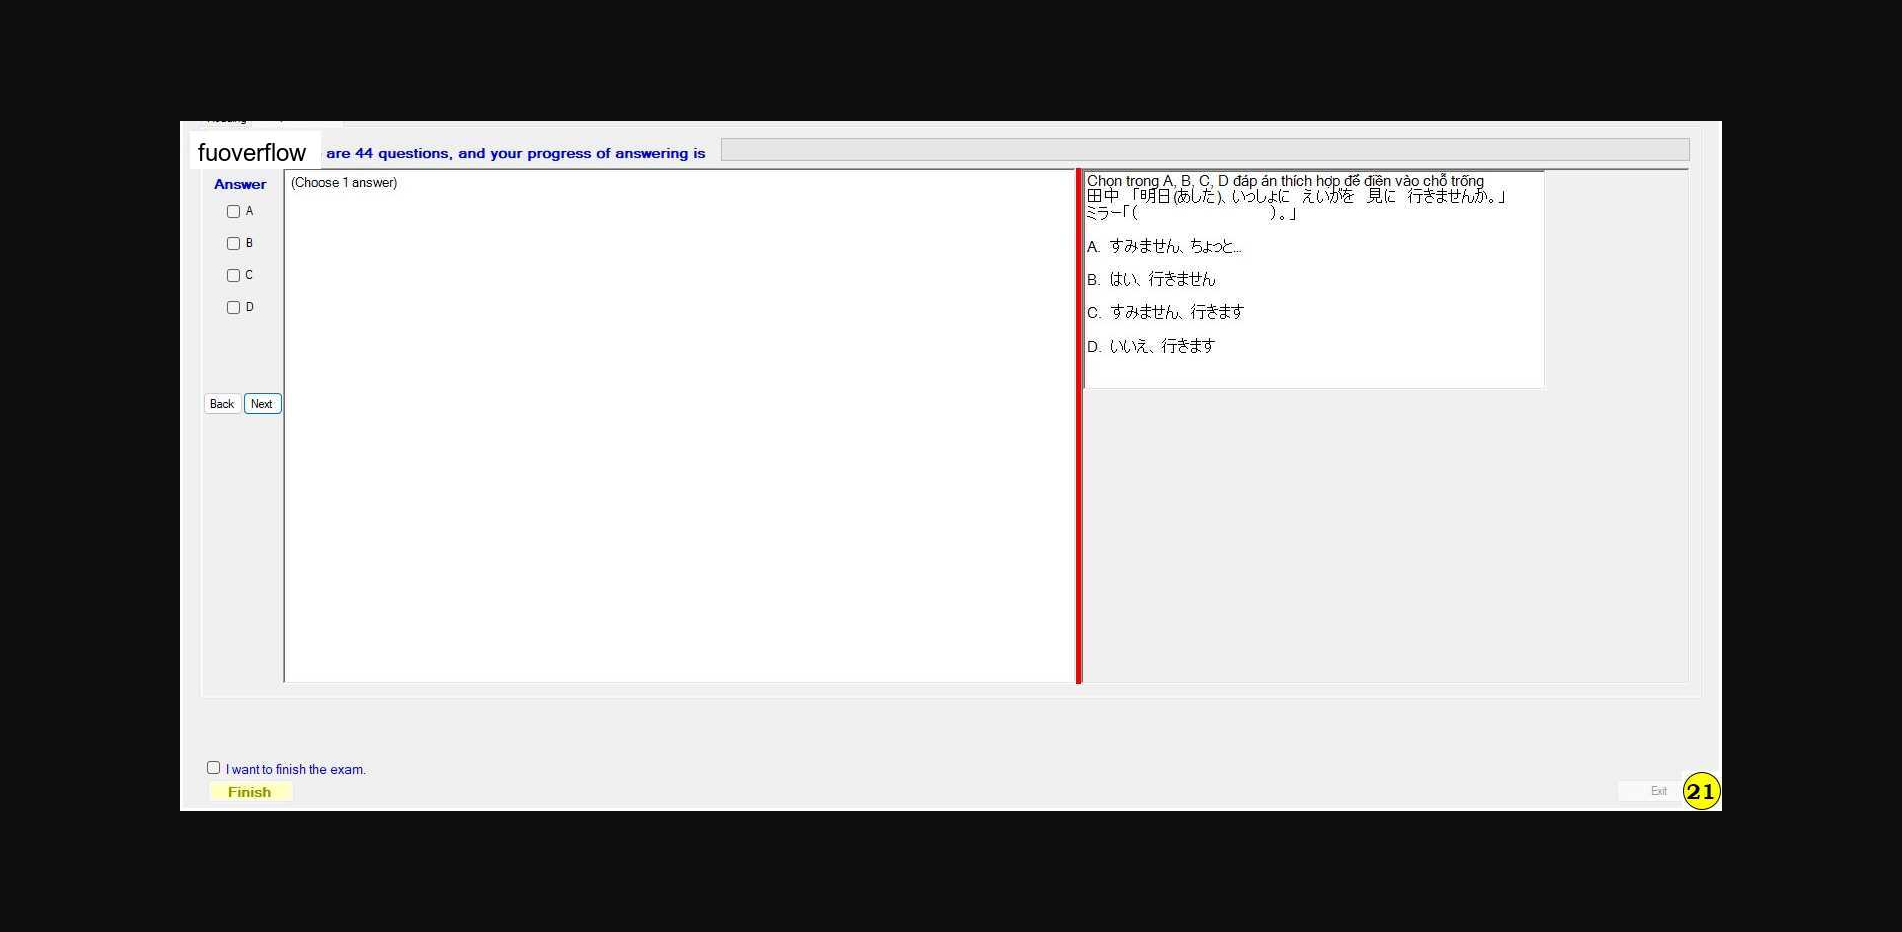 fuoverflow are 44 questions, and your progress of answering is
Answer
(Choose 1 answer)
A
B
C
D
Back Next
Chọn trong A, B, C, D đáp án thích hợp để điền vào chỗ trống
田中 「明日(あした)、いっしょに えいがを 見に 行きませんか。」
ミラー「( )。」
A. すみません、ちょっと...
B. はい、行きません
C. すみません、行きます
D. いいえ、行きます
I want to finish the exam.
Finish
Exit
21